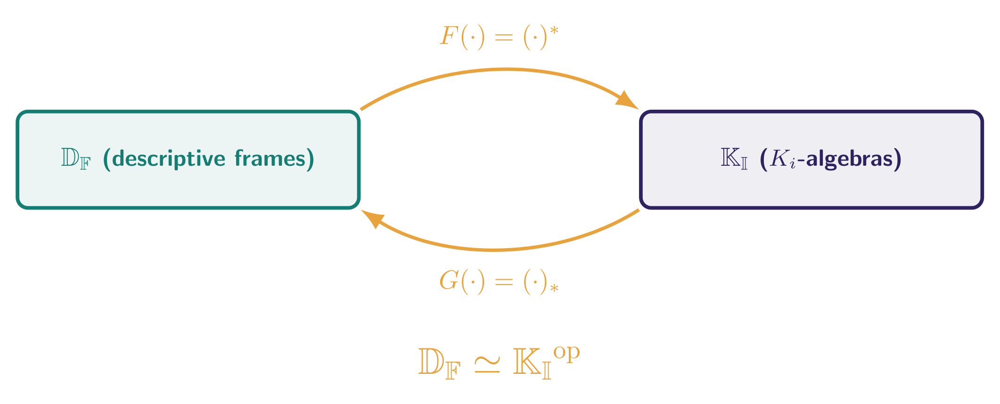 F(·) = (·)*
𝔻_𝔽 (descriptive frames)
𝕂_𝕀 (K_i-algebras)
G(·) = (·)_*
𝔻_𝔽 ≃ 𝕂_𝕀^op